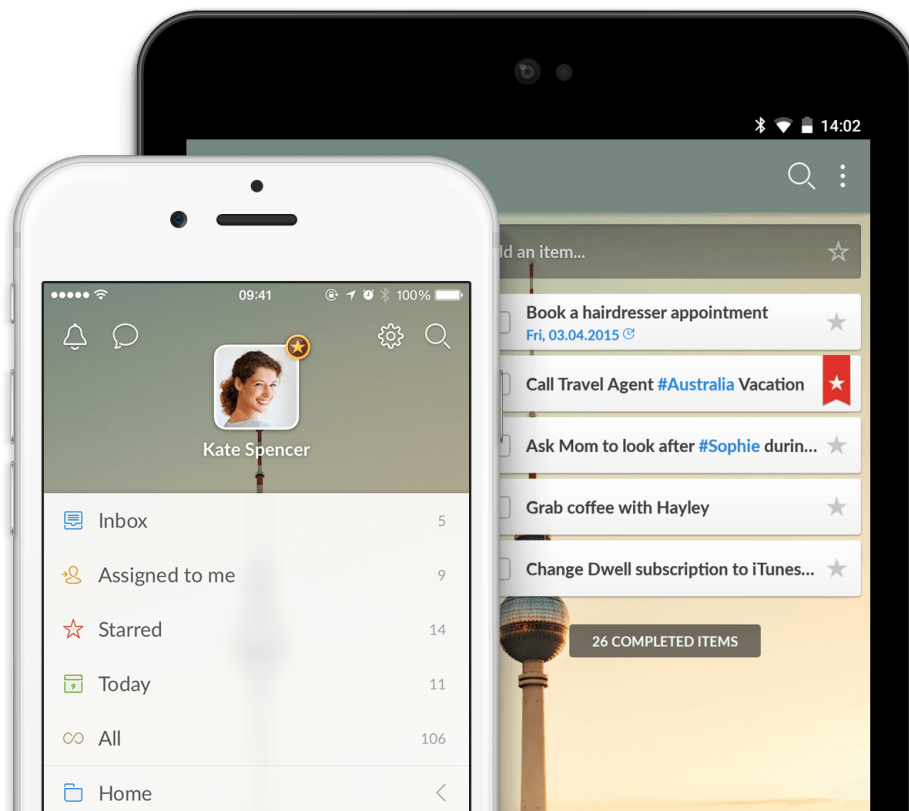 14:02
ld an item...
Book a hairdresser appointment
Fri, 03.04.2015
Call Travel Agent #Australia Vacation
Ask Mom to look after #Sophie durin...
Grab coffee with Hayley
Change Dwell subscription to iTunes...
26 COMPLETED ITEMS
09:41
100%
Kate Spencer
Inbox
5
Assigned to me
9
Starred
14
Today
11
9
All
106
Home